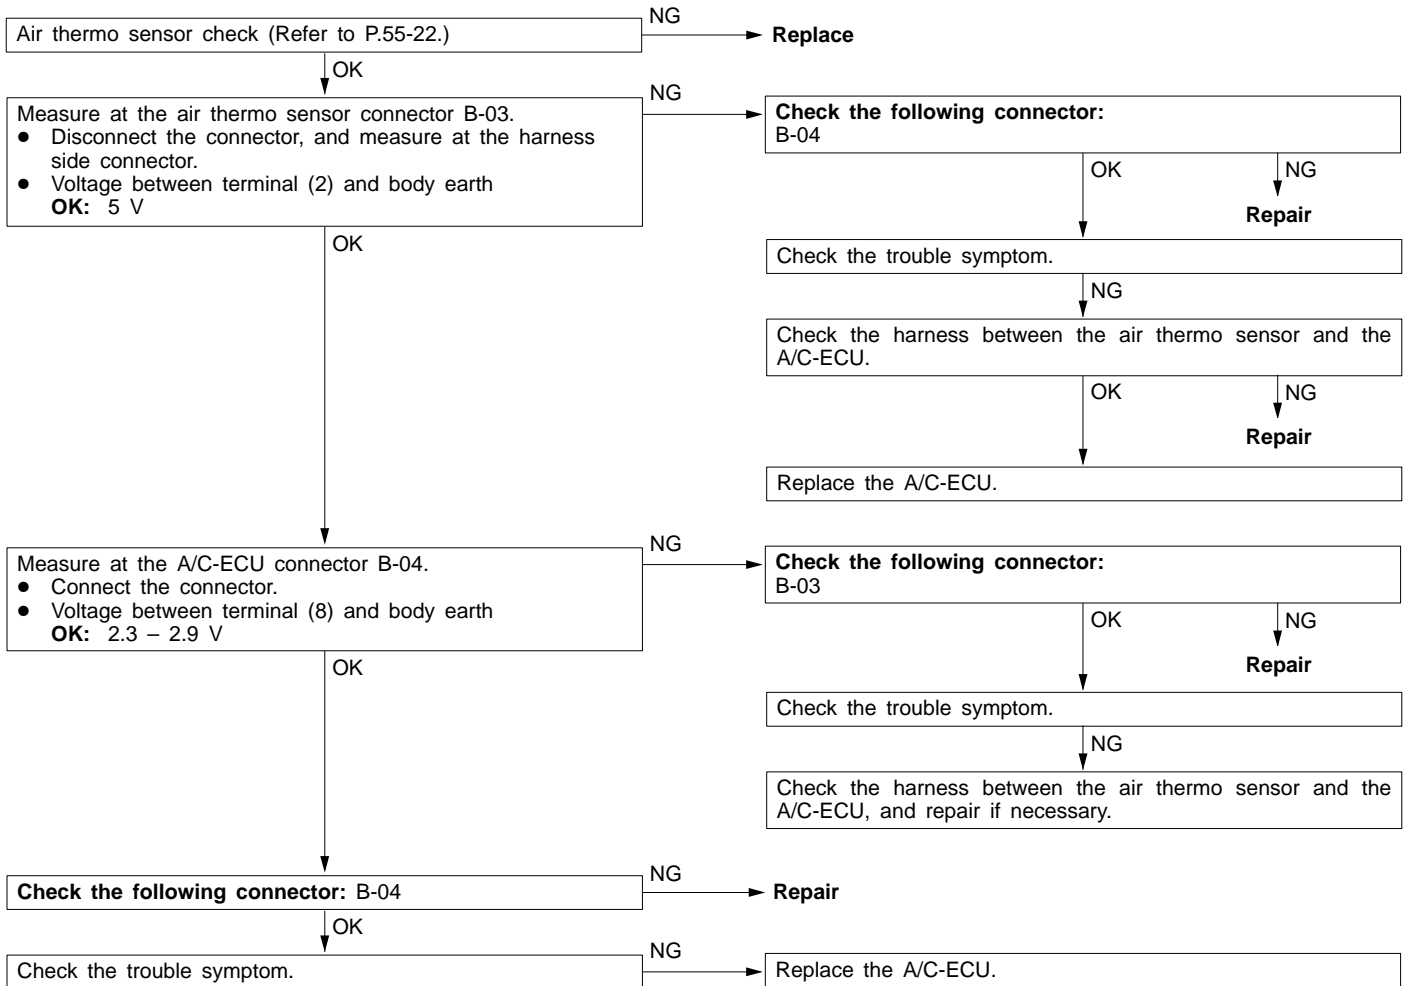 Air thermo sensor check (Refer to P.55-22.)
NG
Replace
OK
Measure at the air thermo sensor connector B-03.
● Disconnect the connector, and measure at the harness
side connector.
● Voltage between terminal (2) and body earth
OK: 5 V
NG
Check the following connector:
B-04
OK
NG
Repair
Check the trouble symptom.
NG
Check the harness between the air thermo sensor and the
A/C-ECU.
OK
NG
Repair
Replace the A/C-ECU.
OK
Measure at the A/C-ECU connector B-04.
● Connect the connector.
● Voltage between terminal (8) and body earth
OK: 2.3 – 2.9 V
NG
Check the following connector:
B-03
OK
NG
Repair
Check the trouble symptom.
NG
Check the harness between the air thermo sensor and the
A/C-ECU, and repair if necessary.
OK
Check the following connector: B-04
NG
Repair
OK
Check the trouble symptom.
NG
Replace the A/C-ECU.